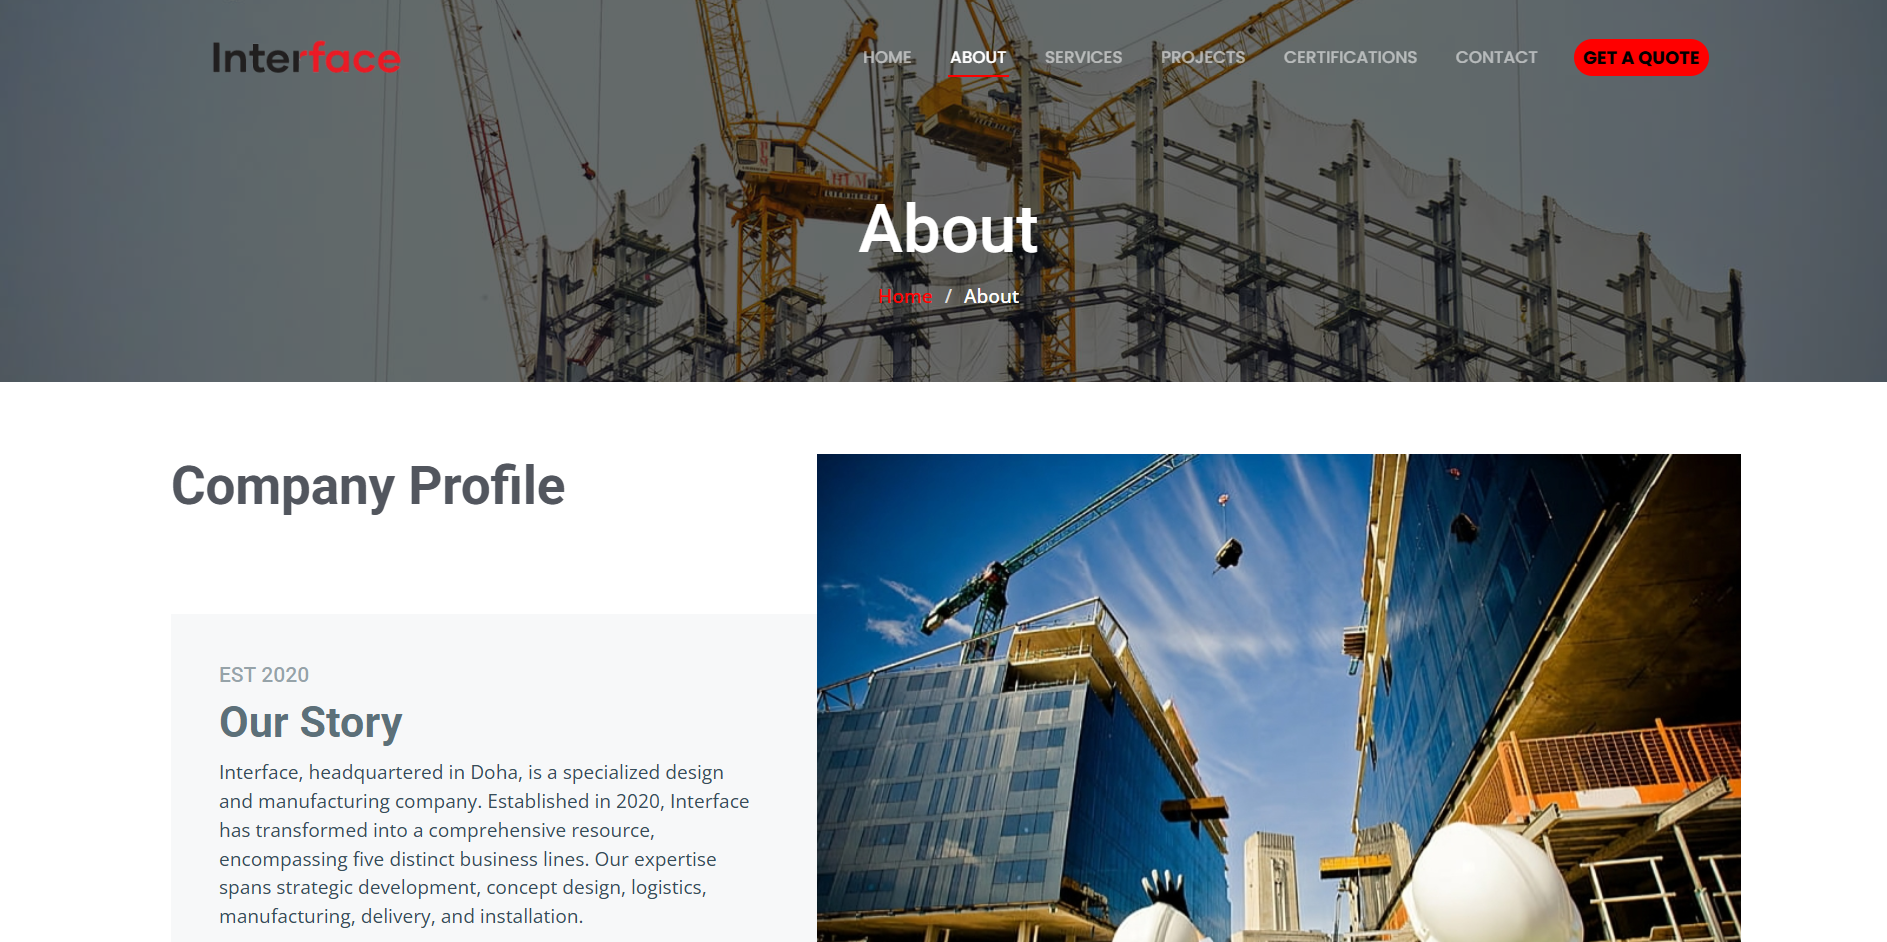 Interface
HOME
ABOUT
SERVICES
PROJECTS
CERTIFICATIONS
CONTACT
GET A QUOTE
HLM
About
Home / About
Company Profile
EST 2020
Our Story
Interface, headquartered in Doha, is a specialized design
and manufacturing company. Established in 2020, Interface
has transformed into a comprehensive resource,
encompassing five distinct business lines. Our expertise
spans strategic development, concept design, logistics,
manufacturing, delivery, and installation.